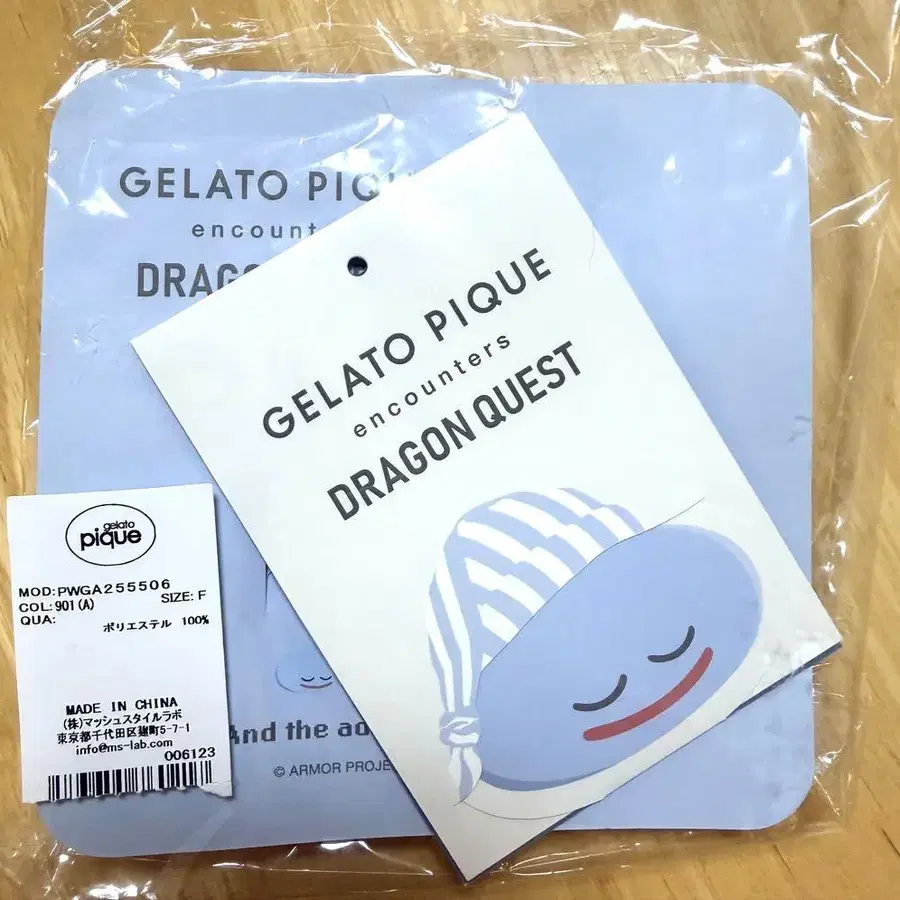 GELATO PIQU
encount
DRAGO
GELATO PIQUE
encounters
DRAGON QUEST
gelato
pique
MOD:PWGA255506
COL:901(A) SIZE:F
QUA:
ポリエステル 100%
MADE IN CHINA
(株)マッシュスタイルラボ
東京都千代田区麹町5-7-1
info@ms-lab.com
006123
And the ad
© ARMOR PROJE